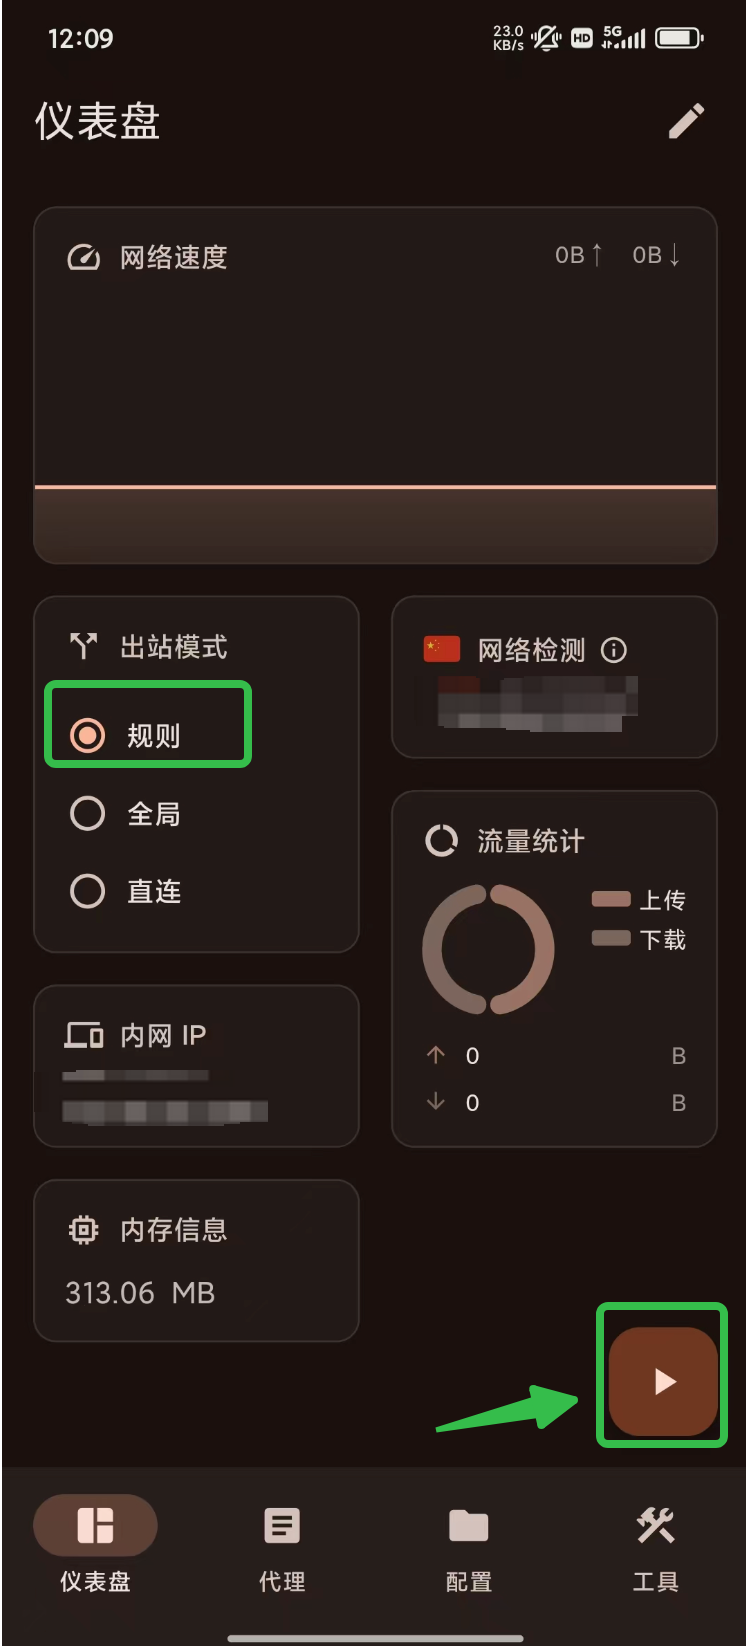 12:09
23.0
KB/s
HD
5G
仪表盘
网络速度
0B↑ 0B↓
出站模式
规则
全局
直连
网络检测
流量统计
上传
下载
↑ 0 B
↓ 0 B
内网 IP
内存信息
313.06 MB
仪表盘
代理
配置
工具